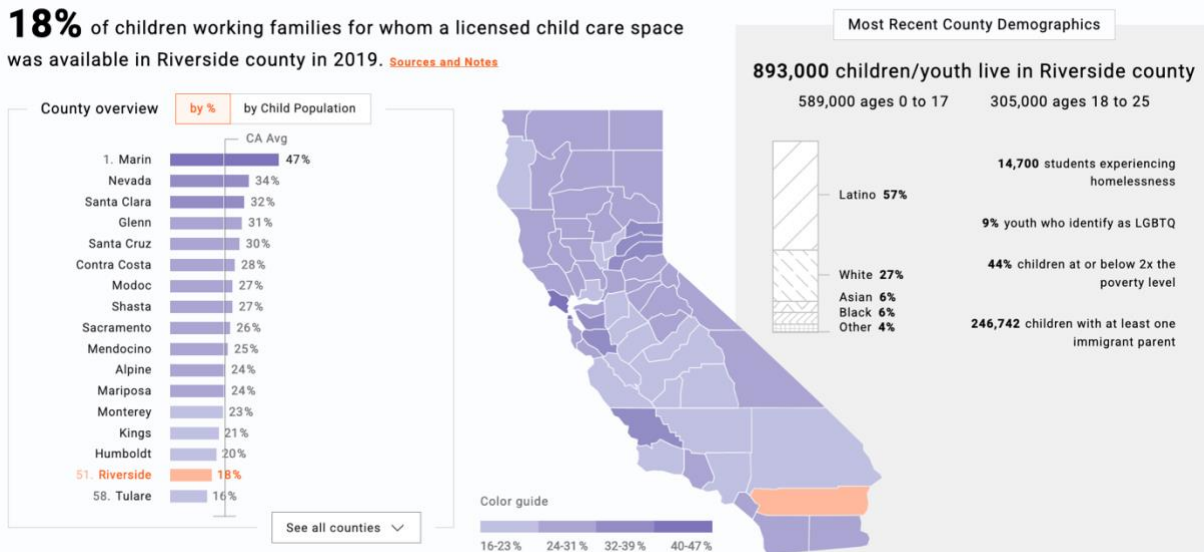 18% of children working families for whom a licensed child care space
was available in Riverside county in 2019. Sources and Notes
County overview
by %
by Child Population
CA Avg
1. Marin 47%
Nevada 34%
Santa Clara 32%
Glenn 31%
Santa Cruz 30%
Contra Costa 28%
Modoc 27%
Shasta 27%
Sacramento 26%
Mendocino 25%
Alpine 24%
Mariposa 24%
Monterey 23%
Kings 21%
Humboldt 20%
51. Riverside 18%
58. Tulare 16%
See all counties
Color guide
16-23% 24-31% 32-39% 40-47%
Most Recent County Demographics
893,000 children/youth live in Riverside county
589,000 ages 0 to 17 305,000 ages 18 to 25
Latino 57%
White 27%
Asian 6%
Black 6%
Other 4%
14,700 students experiencing
homelessness
9% youth who identify as LGBTQ
44% children at or below 2x the
poverty level
246,742 children with at least one
immigrant parent